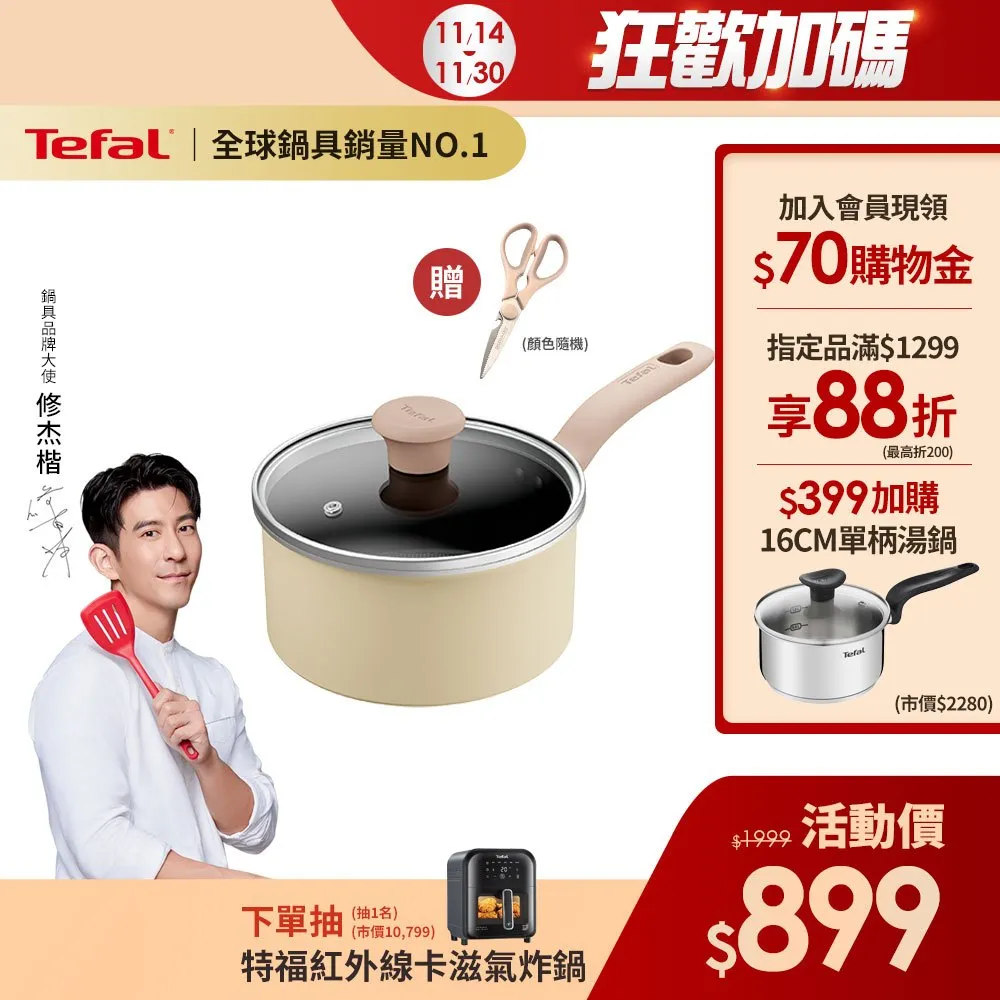 11/14
11/30
狂歡加碼
Tefal® 全球鍋具銷量NO.1
加入會員現領
$70購物金
指定品滿$1299
享88折
(最高折200)
$399加購
16CM單柄湯鍋
Tefal
(市價$2280)
贈
(顏色隨機)
Tefal
Tefal
鍋具品牌大使
修杰楷
$1999 活動價
$899
下單抽 (抽1名)
(市價10,799)
特福紅外線卡滋氣炸鍋
Tefal
20